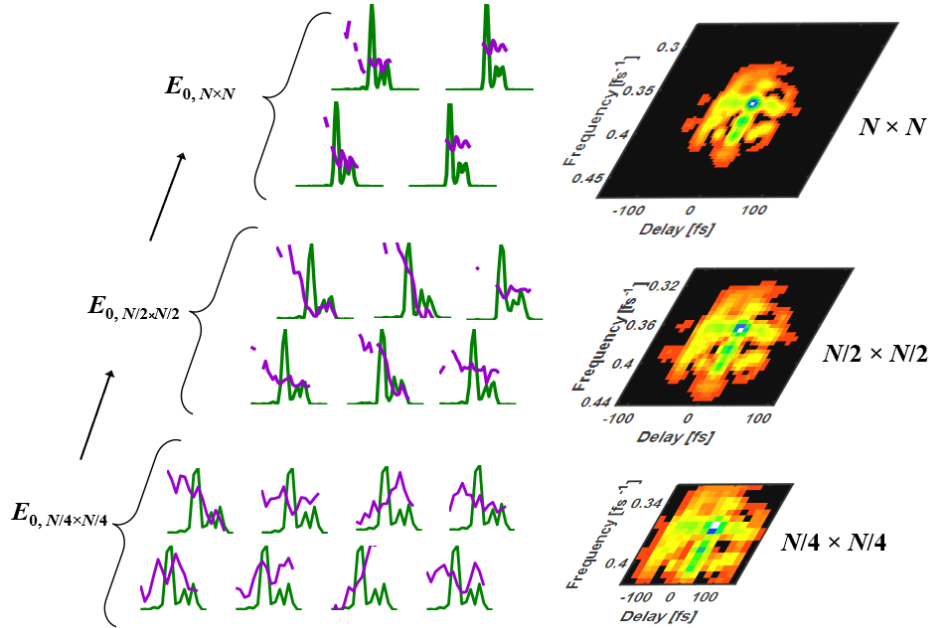 E0, N×N
0.3
0.35
0.4
0.45
Frequency [fs-1]
-100 0 100
Delay [fs]
N × N
E0, N/2×N/2
0.32
0.36
0.4
0.44
Frequency [fs-1]
-100 0 100
Delay [fs]
N/2 × N/2
E0, N/4×N/4
0.34
0.4
Frequency [fs-1]
-100 0 100
Delay [fs]
N/4 × N/4